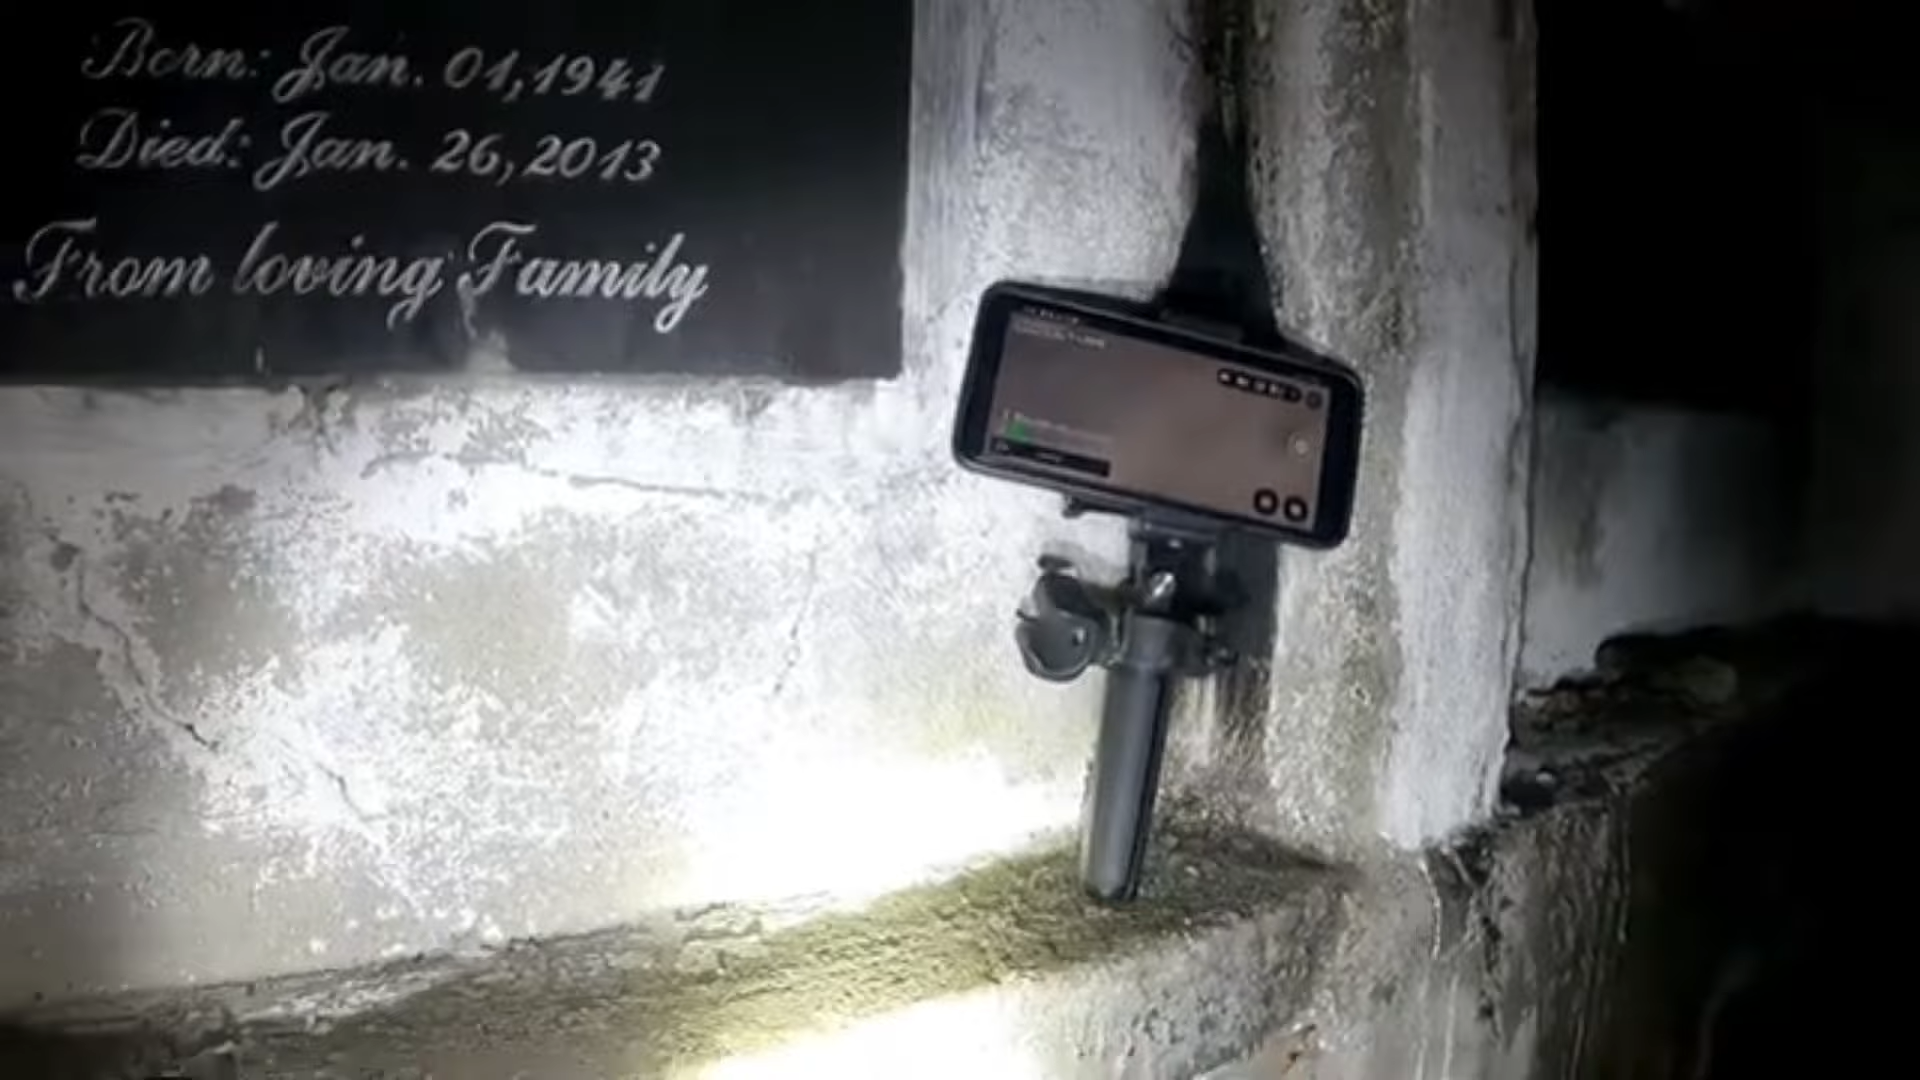 Born: Jan. 01,1941
Died: Jan. 26,2013
From loving Family